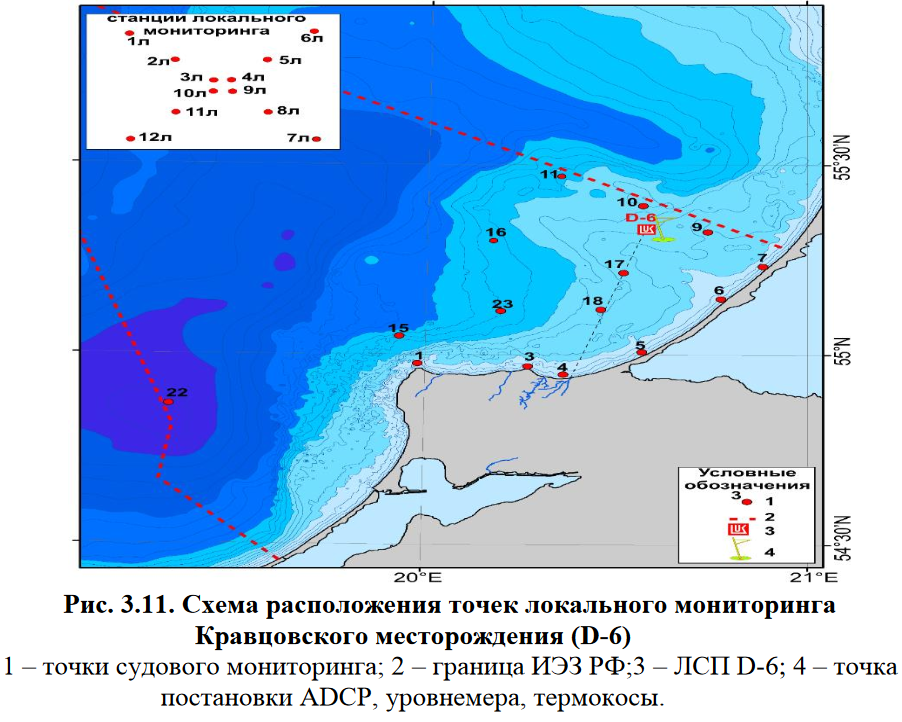 станции локального
мониторинга
1л
6л
2л
5л
3л
4л
10л
9л
11л
8л
12л
7л
11
10
D-6
LUK
9
16
7
17
6
23
18
15
1
3
4
5
22
55°30'N
55°N
54°30'N
20°E
21°E
Условные
обозначения
3
1
2
LUK
3
4
Рис. 3.11. Схема расположения точек локального мониторинга
Кравцовского месторождения (D-6)
1 – точки судового мониторинга; 2 – граница ИЭЗ РФ;3 – ЛСП D-6; 4 – точка
постановки ADCP, уровнемера, термокосы.